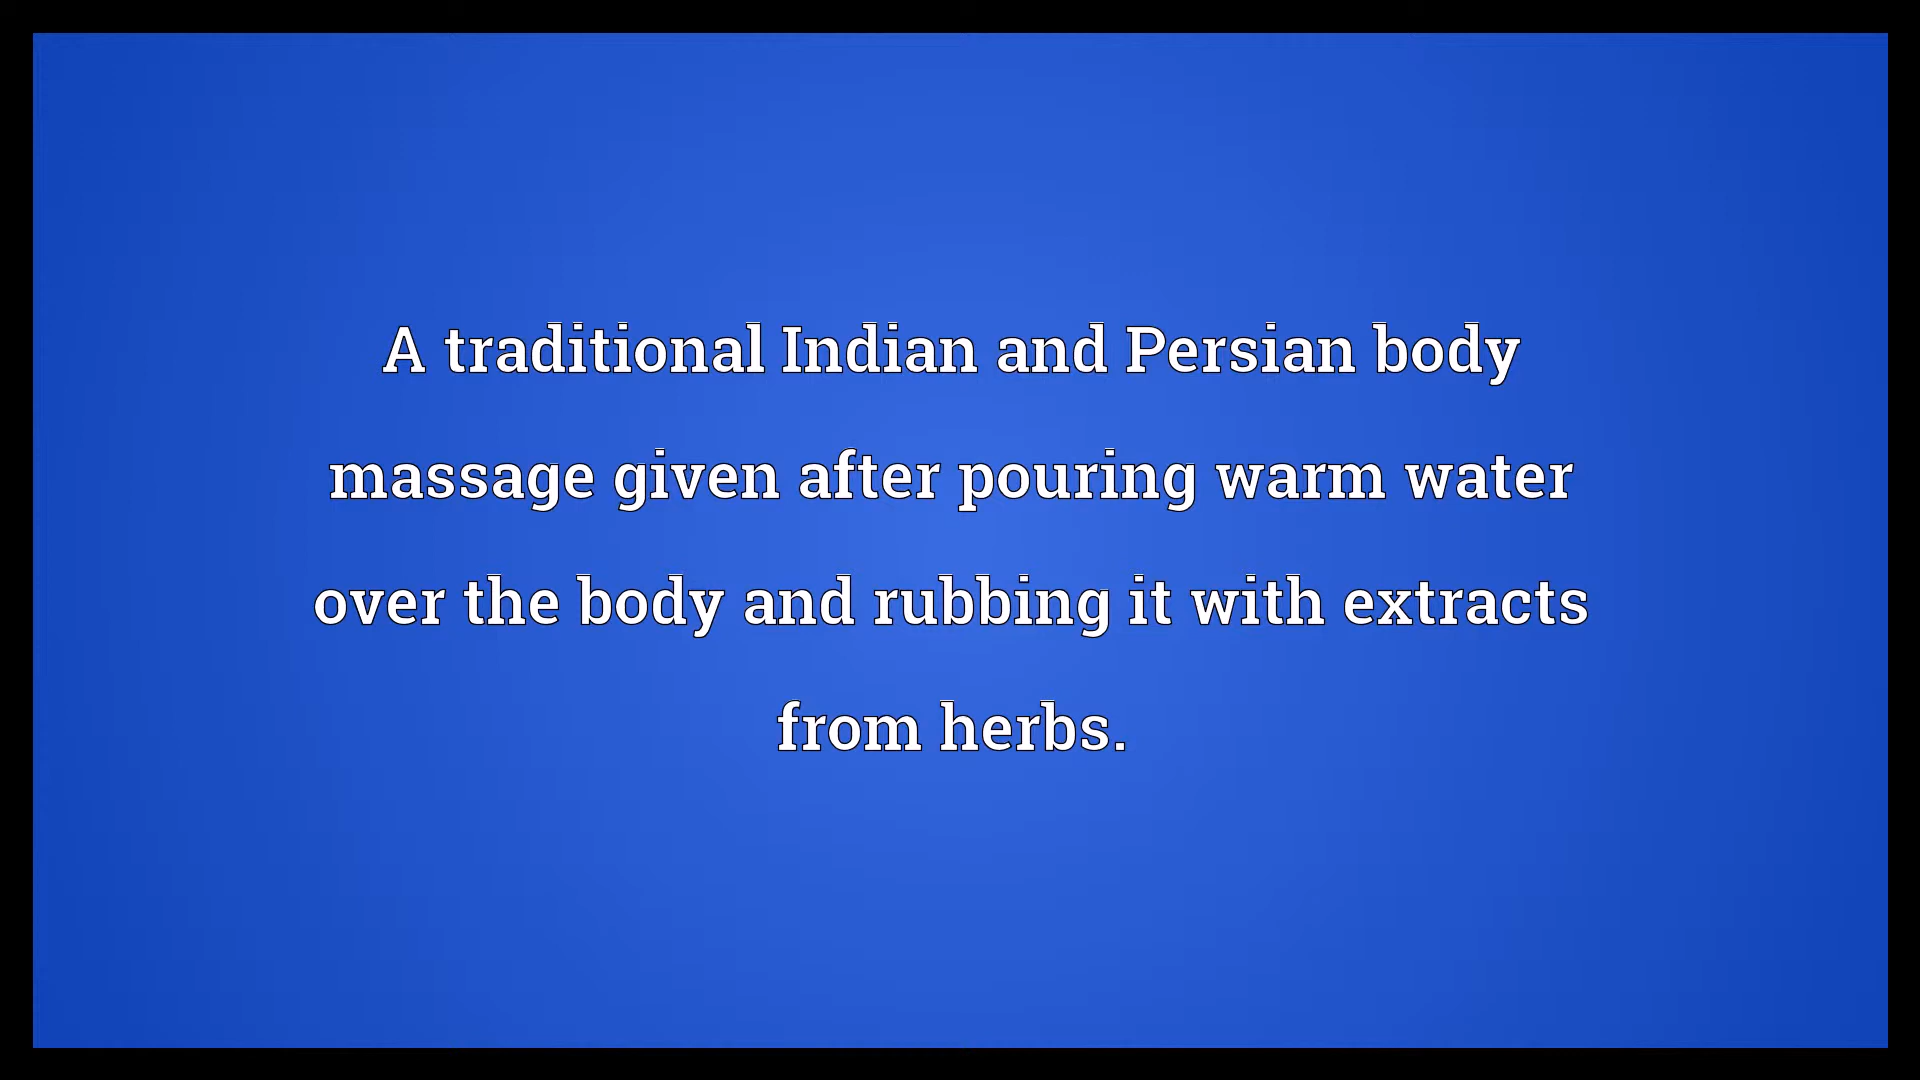 A traditional Indian and Persian body
massage given after pouring warm water
over the body and rubbing it with extracts
from herbs.